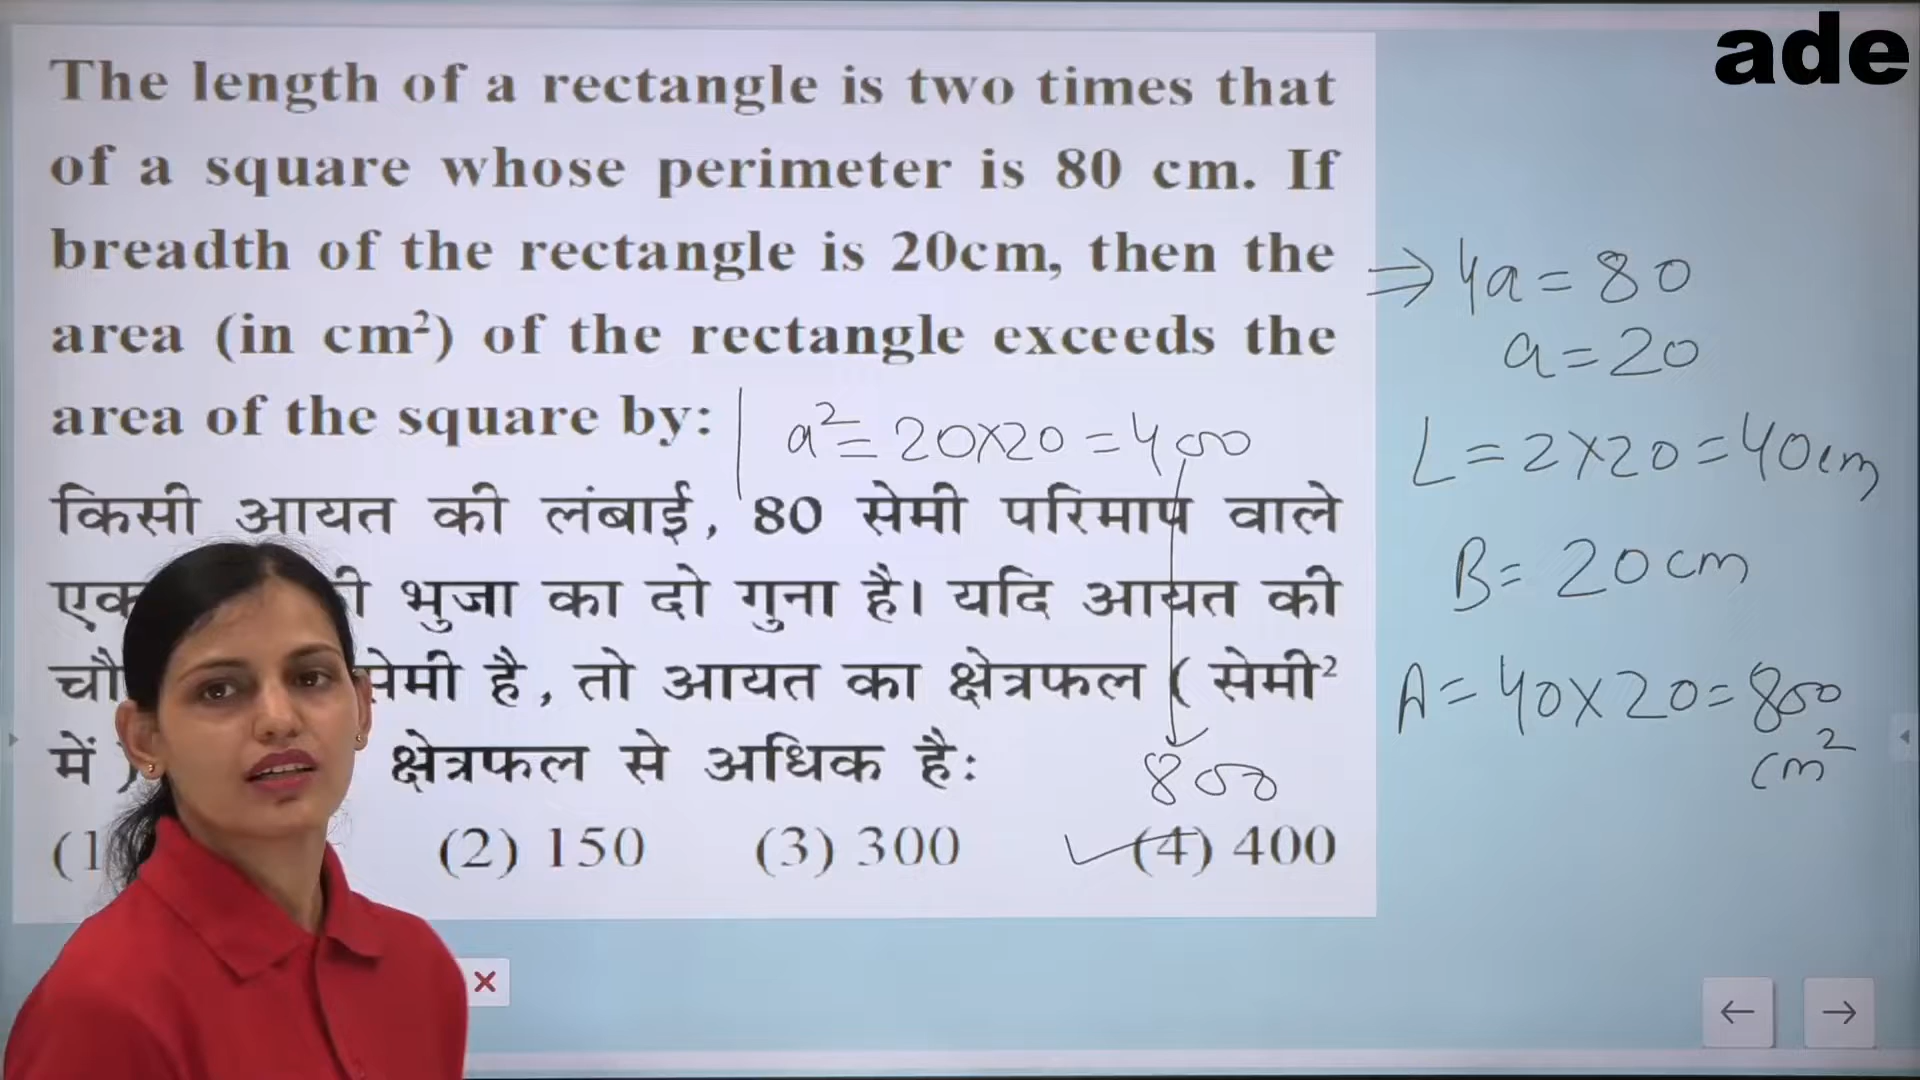 ade
The length of a rectangle is two times that
of a square whose perimeter is 80 cm. If
breadth of the rectangle is 20cm, then the
area (in cm²) of the rectangle exceeds the
area of the square by:
a² = 20×20 = 400
किसी आयत की लंबाई, 80 सेमी परिमाप वाले
एक भुजा का दो गुना है। यदि आयत की
सेमी है, तो आयत का क्षेत्रफल ( सेमी²
में ) क्षेत्रफल से अधिक है:
800
(1 (2) 150 (3) 300 (4) 400
⇒ 4a = 80
a = 20
L = 2×20 = 40cm
B = 20cm
A = 40×20 = 800
cm²